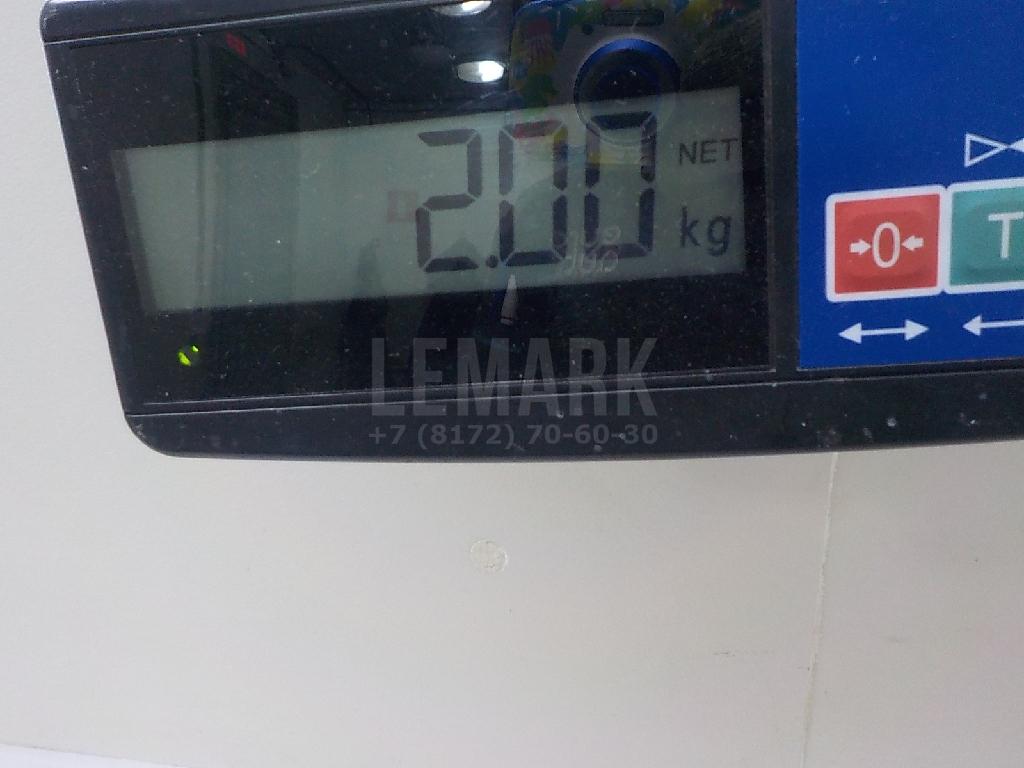 2.00
NET
kg
→0←
T
LEMARK
+7 (8172) 70-60-30